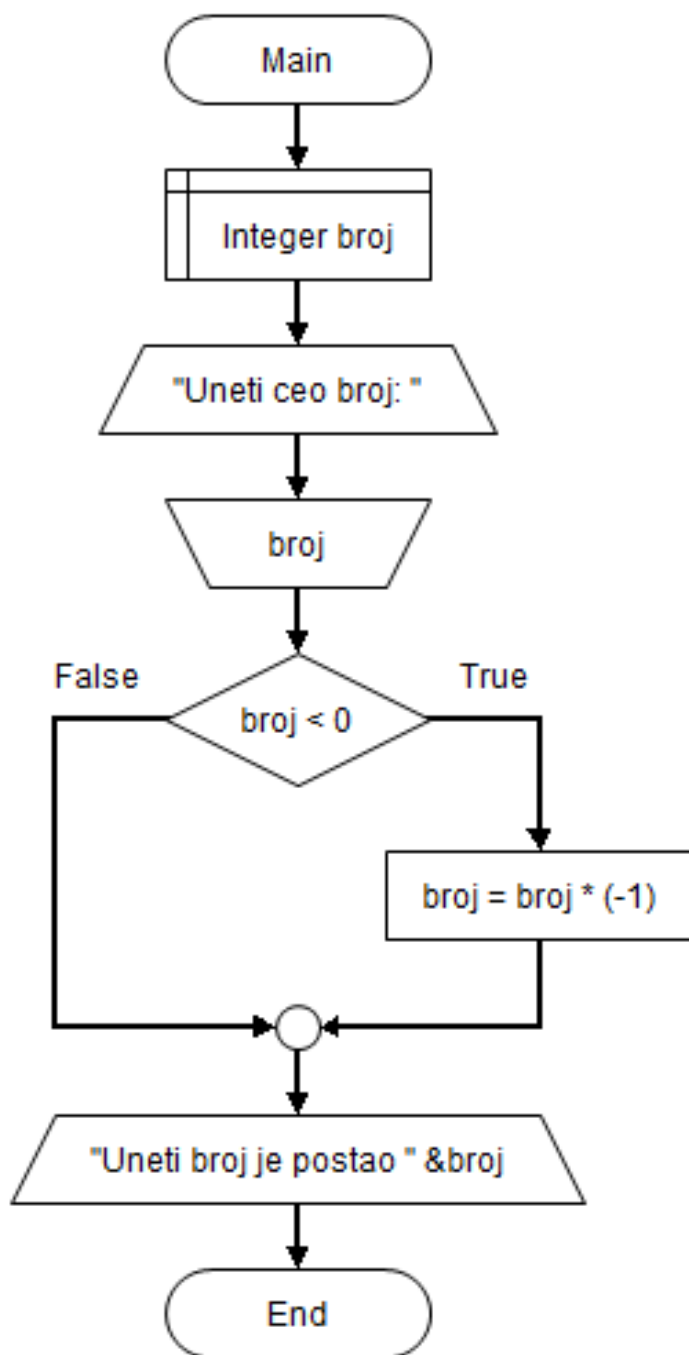 Main
Integer broj
"Uneti ceo broj: "
broj
False
True
broj < 0
broj = broj * (-1)
"Uneti broj je postao " &broj
End